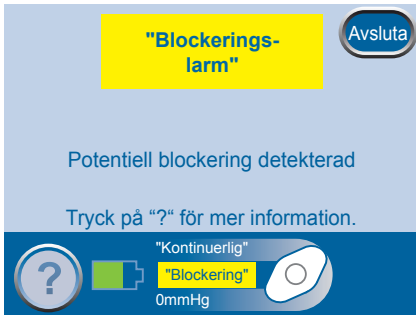 "Blockerings-
larm"
Avsluta
Potentiell blockering detekterad
Tryck på “?“ för mer information.
?
"Kontinuerlig"
"Blockering"
0mmHg